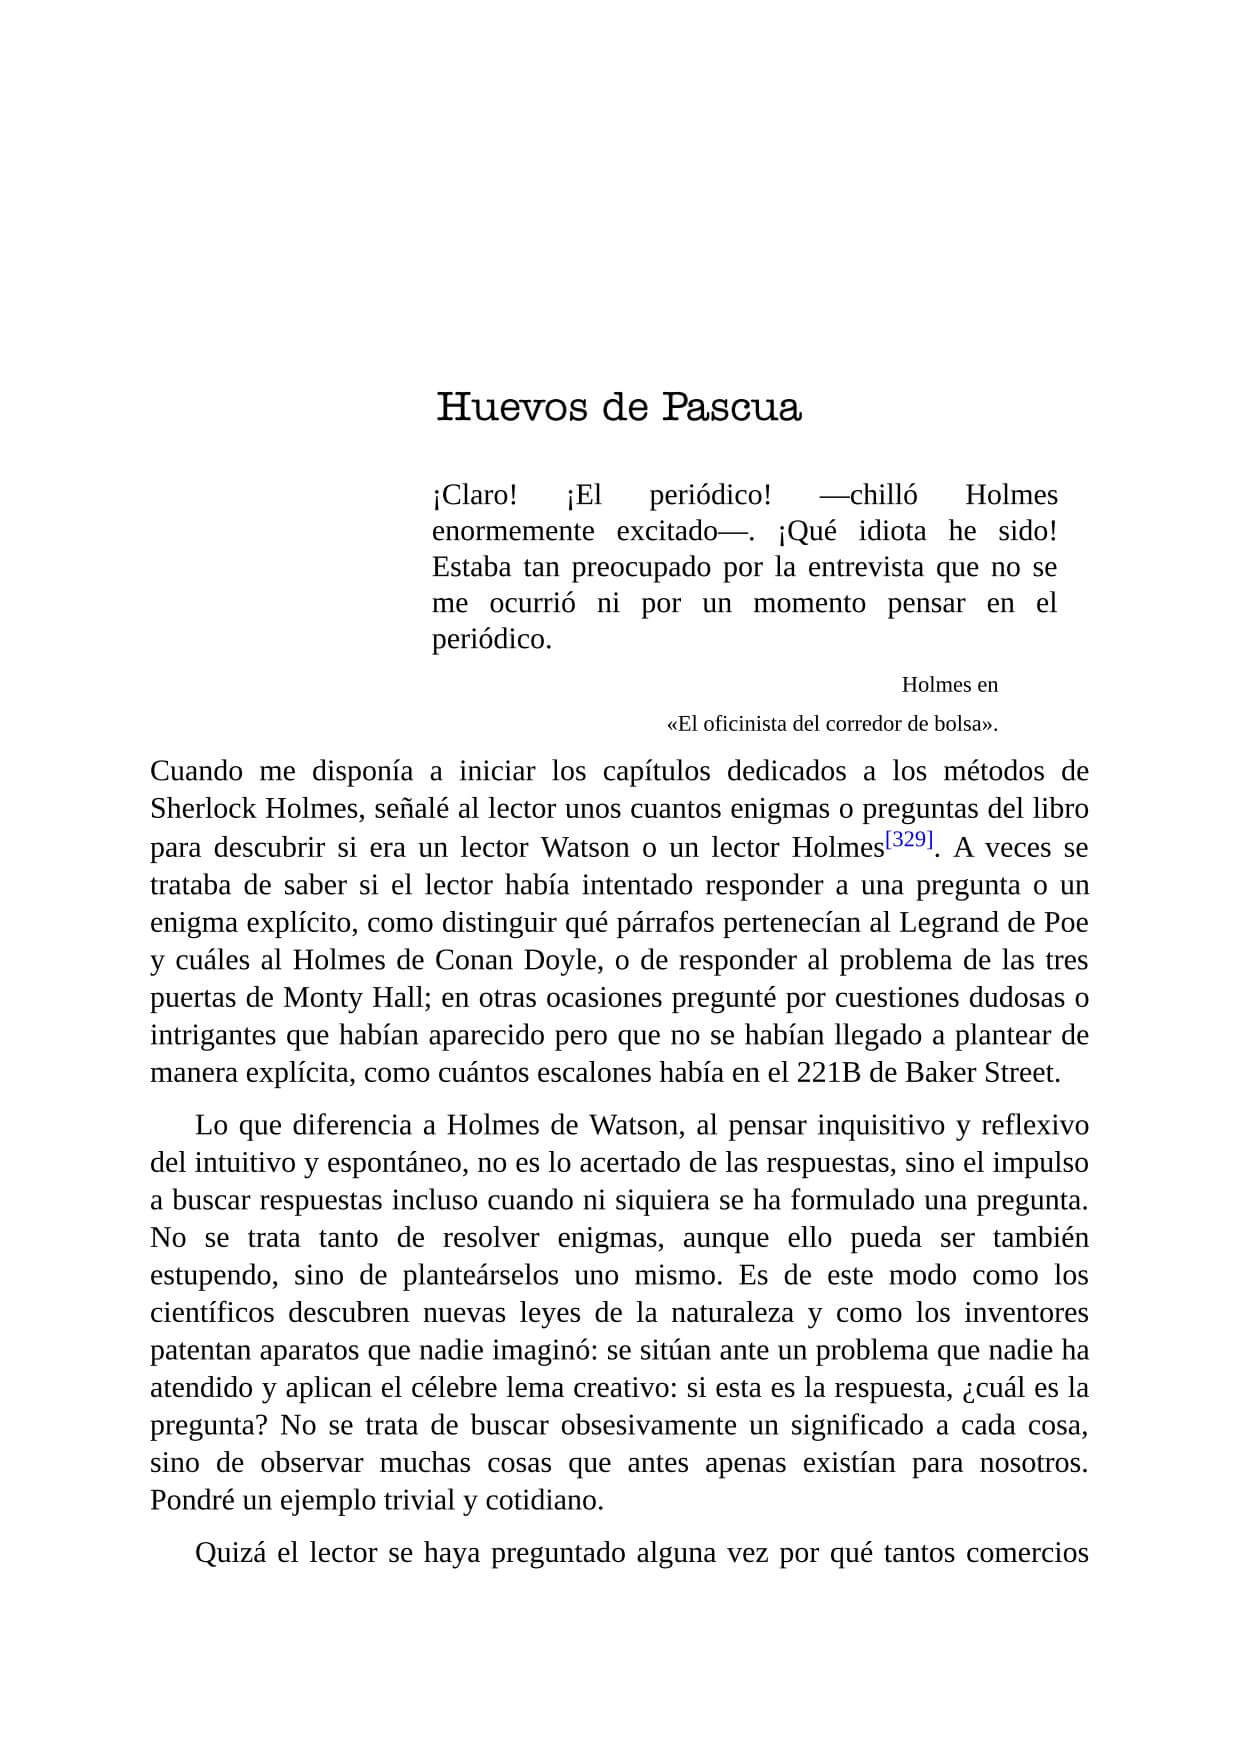 Huevos de Pascua
¡Claro! ¡El periódico! —chilló Holmes
enormemente excitado—. ¡Qué idiota he sido!
Estaba tan preocupado por la entrevista que no se
me ocurrió ni por un momento pensar en el
periódico.
Holmes en
«El oficinista del corredor de bolsa».
Cuando me disponía a iniciar los capítulos dedicados a los métodos de
Sherlock Holmes, señalé al lector unos cuantos enigmas o preguntas del libro
para descubrir si era un lector Watson o un lector Holmes[329]. A veces se
trataba de saber si el lector había intentado responder a una pregunta o un
enigma explícito, como distinguir qué párrafos pertenecían al Legrand de Poe
y cuáles al Holmes de Conan Doyle, o de responder al problema de las tres
puertas de Monty Hall; en otras ocasiones pregunté por cuestiones dudosas o
intrigantes que habían aparecido pero que no se habían llegado a plantear de
manera explícita, como cuántos escalones había en el 221B de Baker Street.
Lo que diferencia a Holmes de Watson, al pensar inquisitivo y reflexivo
del intuitivo y espontáneo, no es lo acertado de las respuestas, sino el impulso
a buscar respuestas incluso cuando ni siquiera se ha formulado una pregunta.
No se trata tanto de resolver enigmas, aunque ello pueda ser también
estupendo, sino de planteárselos uno mismo. Es de este modo como los
científicos descubren nuevas leyes de la naturaleza y como los inventores
patentan aparatos que nadie imaginó: se sitúan ante un problema que nadie ha
atendido y aplican el célebre lema creativo: si esta es la respuesta, ¿cuál es la
pregunta? No se trata de buscar obsesivamente un significado a cada cosa,
sino de observar muchas cosas que antes apenas existían para nosotros.
Pondré un ejemplo trivial y cotidiano.
Quizá el lector se haya preguntado alguna vez por qué tantos comercios